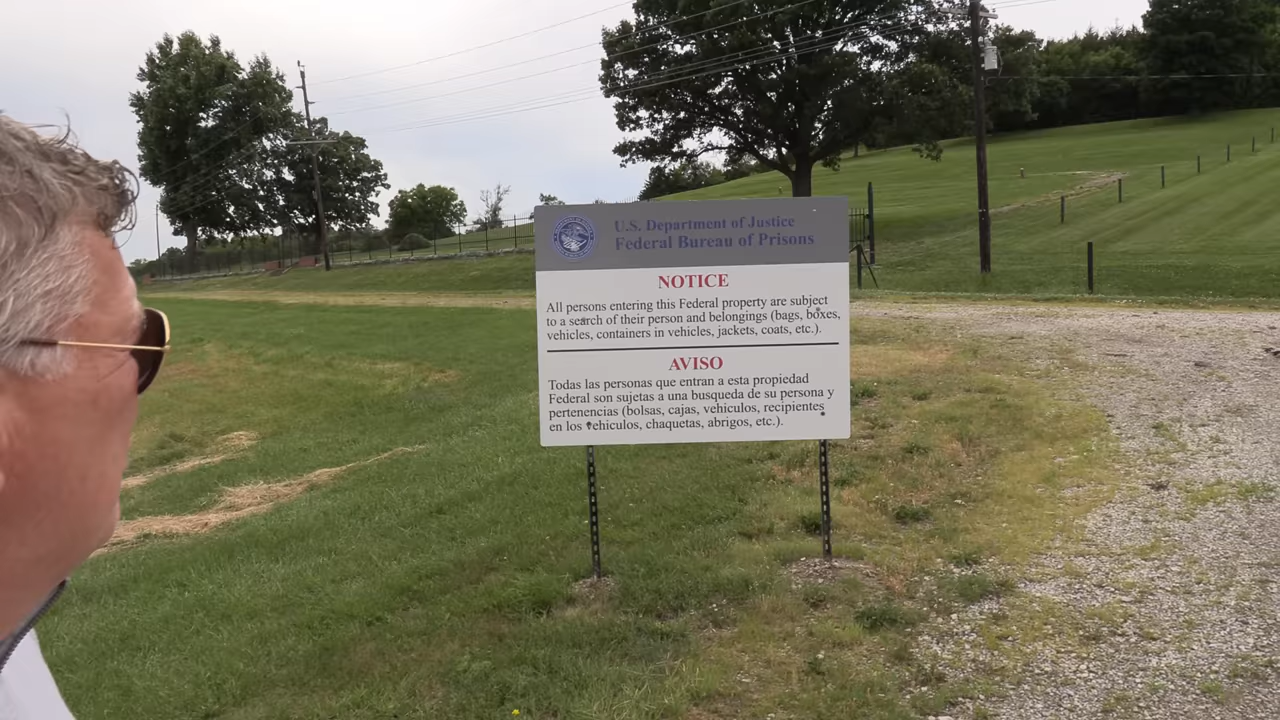 U.S. Department of Justice
Federal Bureau of Prisons
NOTICE
All persons entering this Federal property are subject
to a search of their person and belongings (bags, boxes,
vehicles, containers in vehicles, jackets, coats, etc.).
AVISO
Todas las personas que entran a esta propiedad
Federal son sujetas a una busqueda de su persona y
pertenencias (bolsas, cajas, vehiculos, recipientes
en los vehiculos, chaquetas, abrigos, etc.).